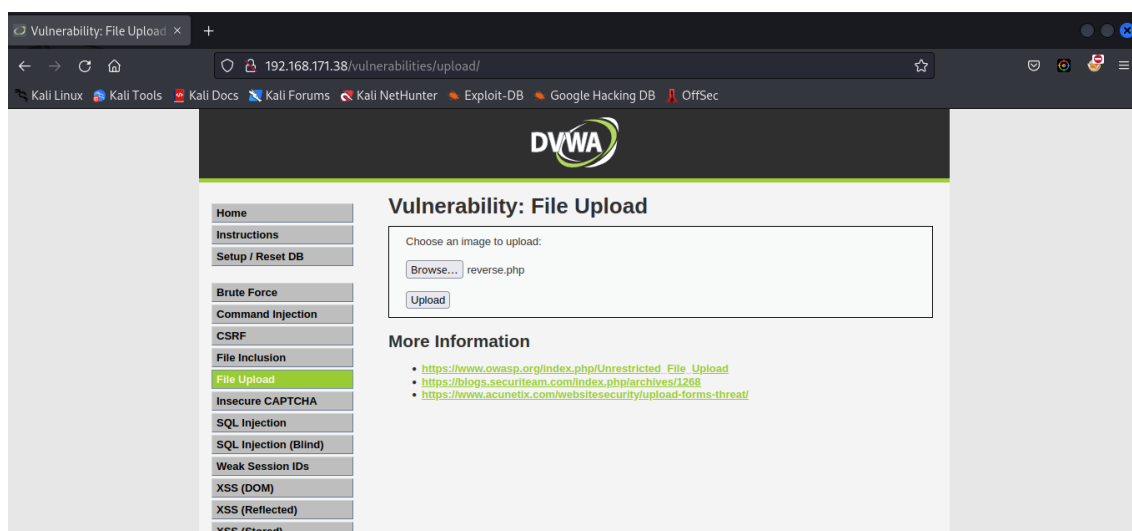 Vulnerability: File Upload
192.168.171.38/vulnerabilities/upload/
Kali Linux Kali Tools Kali Docs Kali Forums Kali NetHunter Exploit-DB Google Hacking DB OffSec
DVWA
Home
Instructions
Setup / Reset DB
Brute Force
Command Injection
CSRF
File Inclusion
File Upload
Insecure CAPTCHA
SQL Injection
SQL Injection (Blind)
Weak Session IDs
XSS (DOM)
XSS (Reflected)
XSS (Stored)
Vulnerability: File Upload
Choose an image to upload:
Browse... reverse.php
Upload
More Information
https://www.owasp.org/index.php/Unrestricted_File_Upload
https://blogs.securiteam.com/index.php/archives/1268
https://www.acunetix.com/websitesecurity/upload-forms-threat/